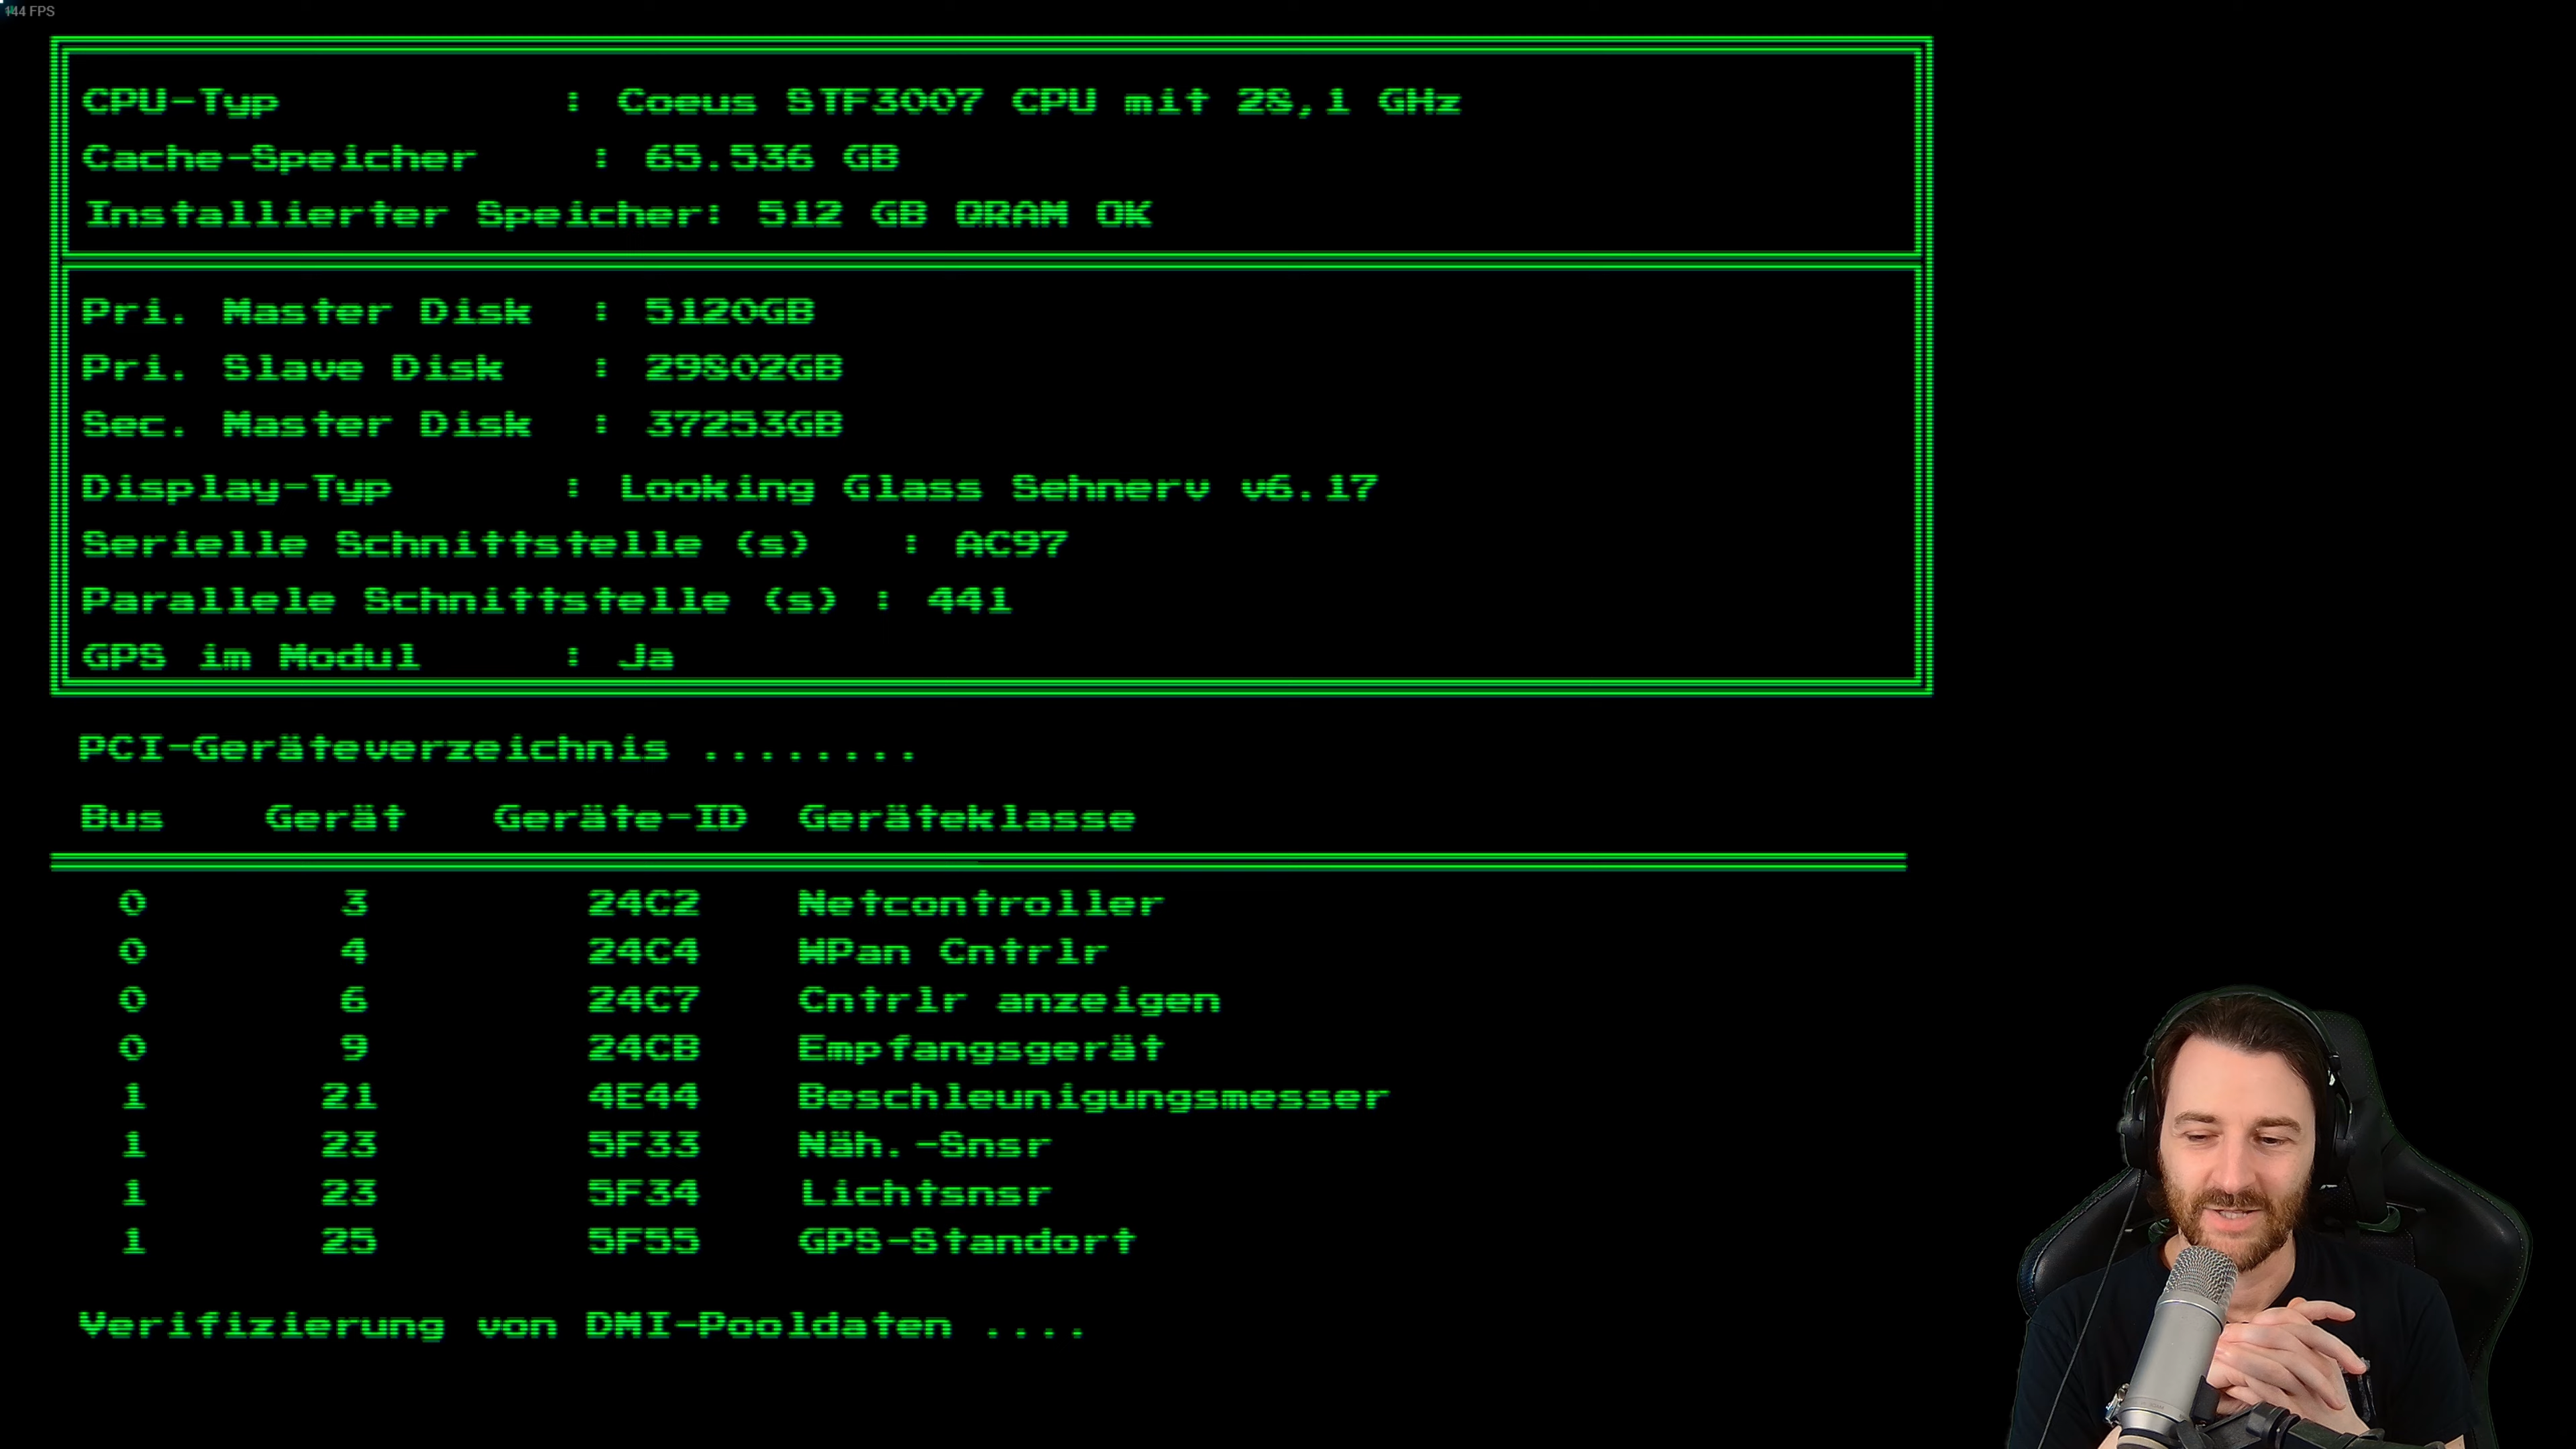 144 FPS
CPU-Typ : Coeus STF3007 CPU mit 28,1 GHz
Cache-Speicher : 65.536 GB
Installierter Speicher: 512 GB QRAM OK
Pri. Master Disk : 5120GB
Pri. Slave Disk : 29802GB
Sec. Master Disk : 37253GB
Display-Typ : Looking Glass Sehnerv v6.17
Serielle Schnittstelle (s) : AC97
Parallele Schnittstelle (s) : 441
GPS im Modul : Ja
PCI-Geräteverzeichnis ........
Bus Gerät Geräte-ID Geräteklasse
0 3 24C2 Netcontroller
0 4 24C4 WPan Cntrlr
0 6 24C7 Cntrlr anzeigen
0 9 24CB Empfangsgerät
1 21 4E44 Beschleunigungsmesser
1 23 5F33 Näh.-Snsr
1 23 5F34 Lichtsnsr
1 25 5F55 GPS-Standort
Verifizierung von DMI-Pooldaten ....